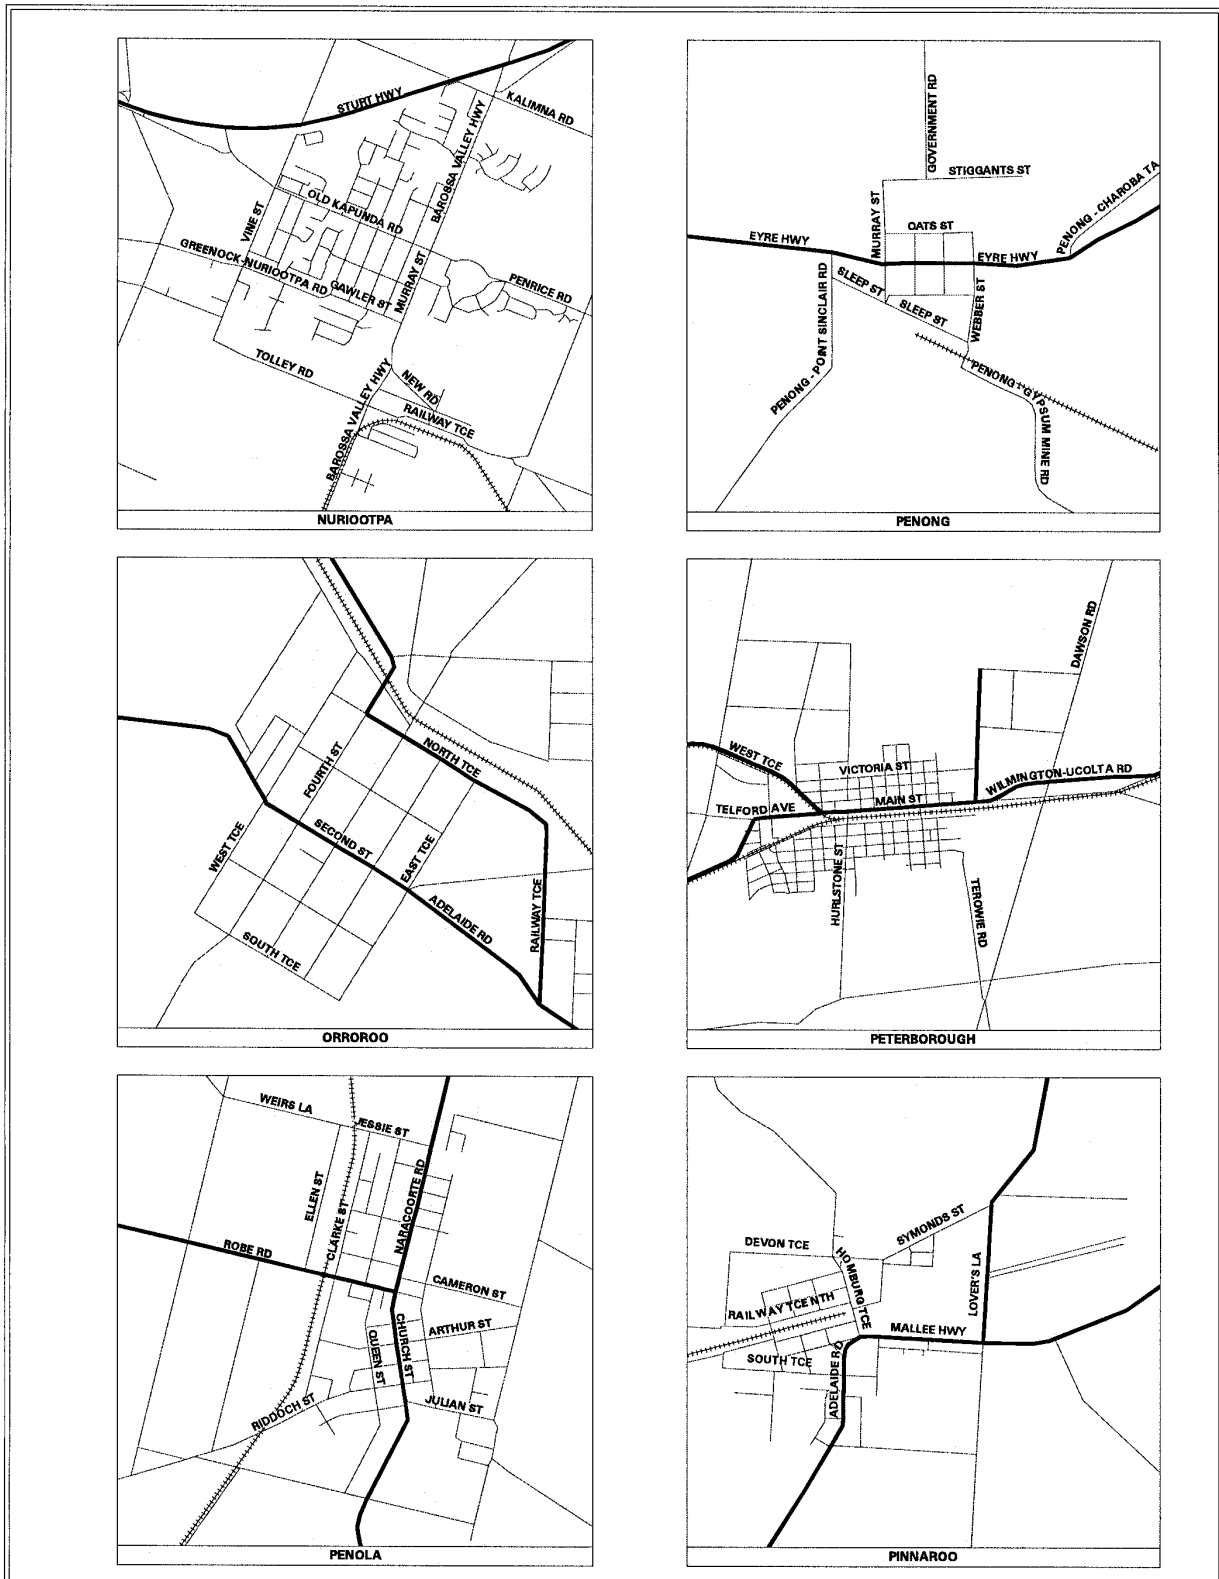 STURT HWY
KALIMNA RD
BAROSSA VALLEY HWY
OLD KAPUNDA RD
VINE ST
GREENOCK-NURIOOTPA RD
GAWLER ST
MURRAY ST
PENRICE RD
TOLLEY RD
NEW RD
RAILWAY TCE
BAROSSA VALLEY HWY
NURIOOTPA
GOVERNMENT RD
STIGGANTS ST
PENONG - CHAROBA TA
MURRAY ST
OATS ST
EYRE HWY
EYRE HWY
SLEEP ST
SLEEP ST
WEBBER ST
PENONG - POINT SINCLAIR RD
PENONG - GYPSUM MINE RD
PENONG
NORTH TCE
FOURTH ST
SECOND ST
WEST TCE
EAST TCE
ADELAIDE RD
RAILWAY TCE
SOUTH TCE
ORROROO
DAWSON RD
WEST TCE
VICTORIA ST
WILMINGTON-UCOLTA RD
MAIN ST
TELFORD AVE
HURLSTONE ST
TEROWIE RD
PETERBOROUGH
WEIRS LA
JESSIE ST
ELLEN ST
CLARKE ST
NARACOORTE RD
ROBE RD
CAMERON ST
ARTHUR ST
CHURCH ST
QUEEN ST
RIDDOCH ST
JULIAN ST
PENOLA
SYMONDS ST
DEVON TCE
HOMBURG TCE
LOVER'S LA
RAILWAY TCE NTH
MALLEE HWY
SOUTH TCE
ADELAIDE RD
PINNAROO